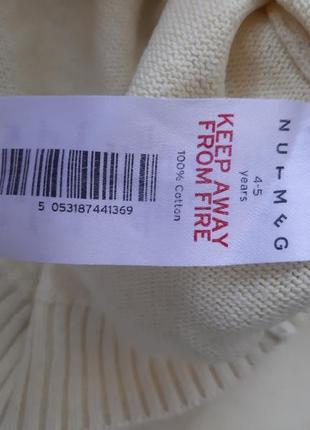 NUTMEG
4-5
years
KEEP AWAY
FROM FIRE
100% Cotton
5 053187441369